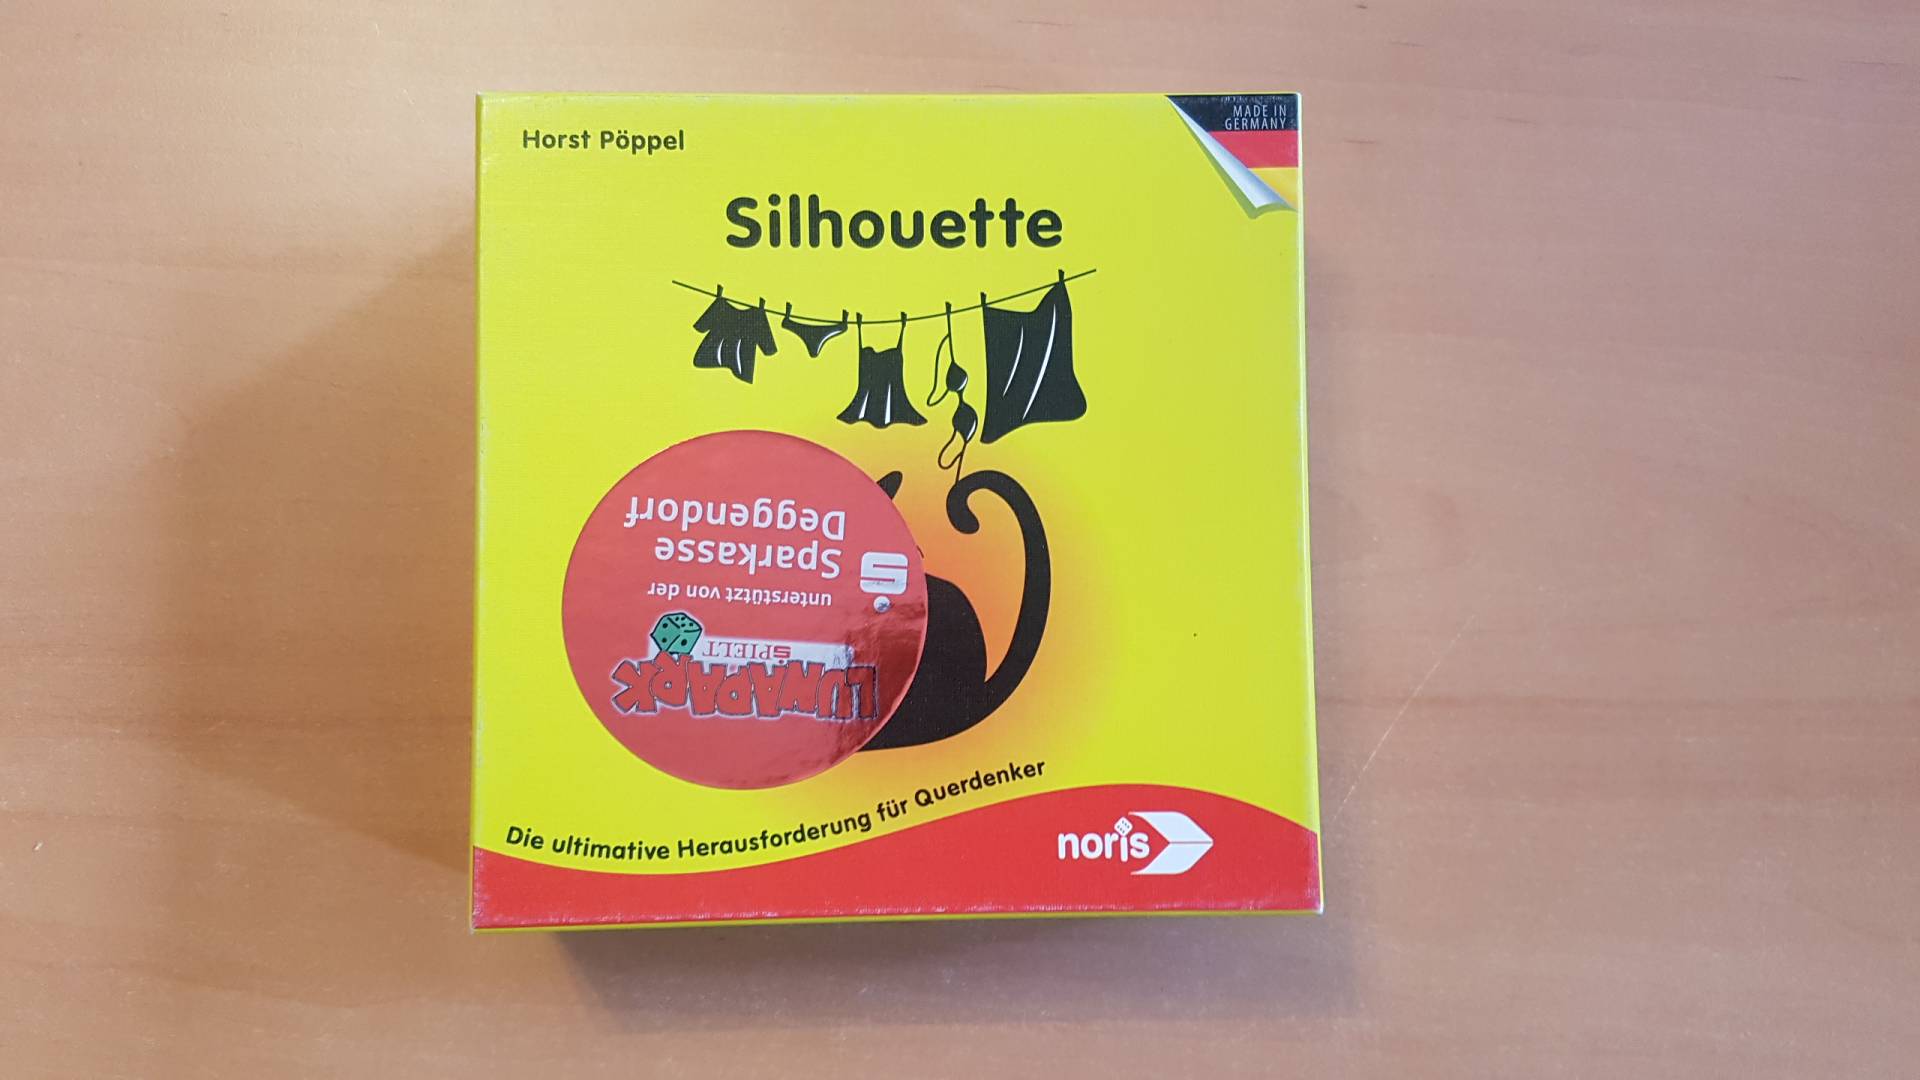 Horst Pöppel
MADE IN
GERMANY
Silhouette
LUNAPARK
SPIELT
unterstützt von der
Sparkasse
Deggendorf
Die ultimative Herausforderung für Querdenker
noris